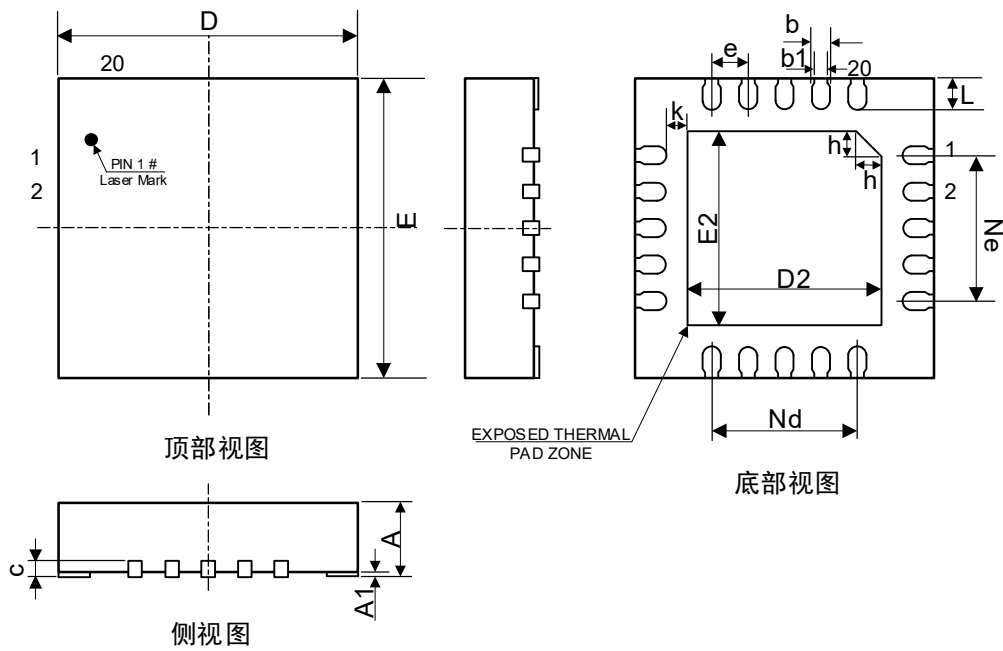 D
20
1
2
PIN 1 #
Laser Mark
E
顶部视图
e
b
b1
20
L
k
h
h
1
2
E2
D2
Ne
EXPOSED THERMAL
PAD ZONE
Nd
底部视图
c
A
A1
侧视图